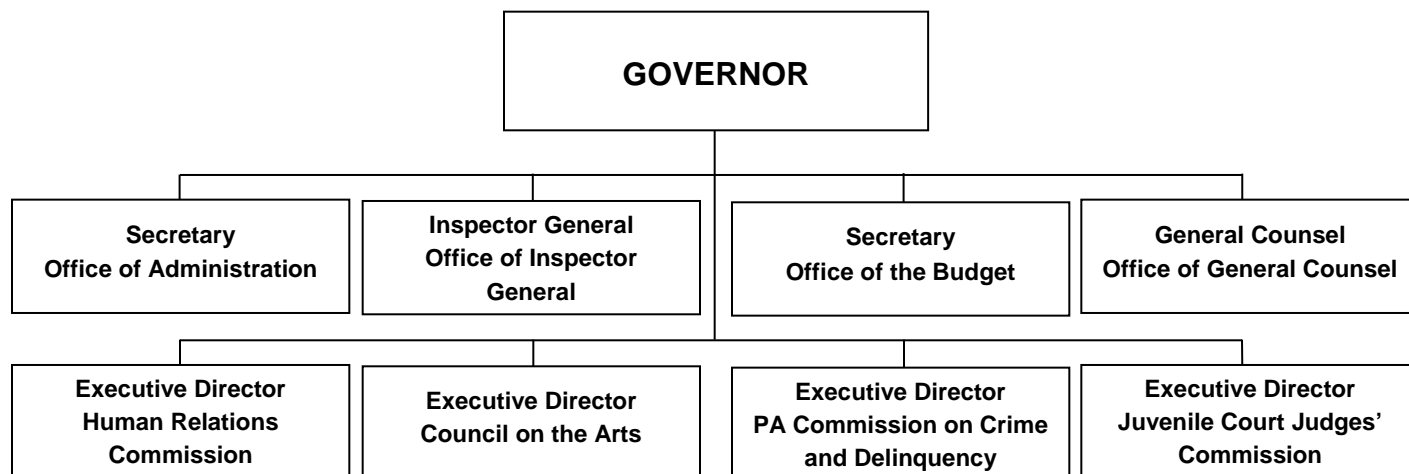 GOVERNOR
Secretary
Office of Administration
Inspector General
Office of Inspector
General
Secretary
Office of the Budget
General Counsel
Office of General Counsel
Executive Director
Human Relations
Commission
Executive Director
Council on the Arts
Executive Director
PA Commission on Crime
and Delinquency
Executive Director
Juvenile Court Judges’
Commission